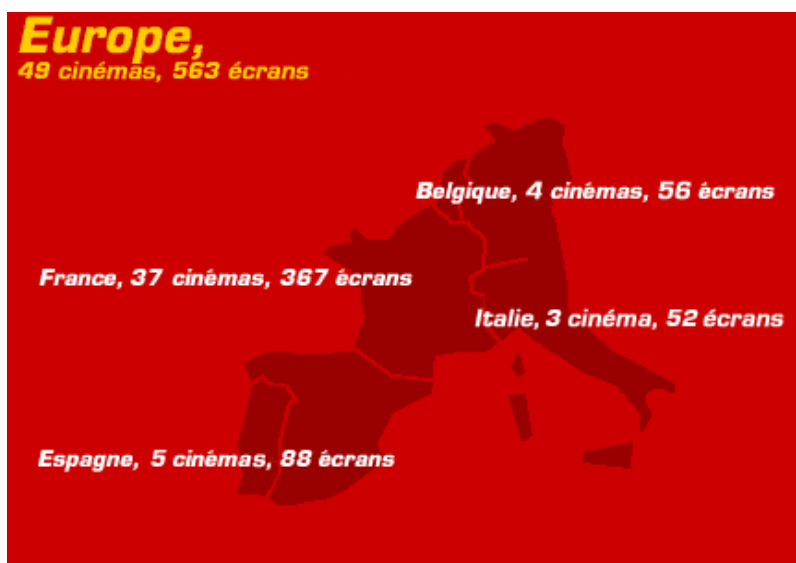 Europe,
49 cinémas, 563 écrans
Belgique, 4 cinémas, 56 écrans
France, 37 cinémas, 367 écrans
Italie, 3 cinéma, 52 écrans
Espagne, 5 cinémas, 88 écrans